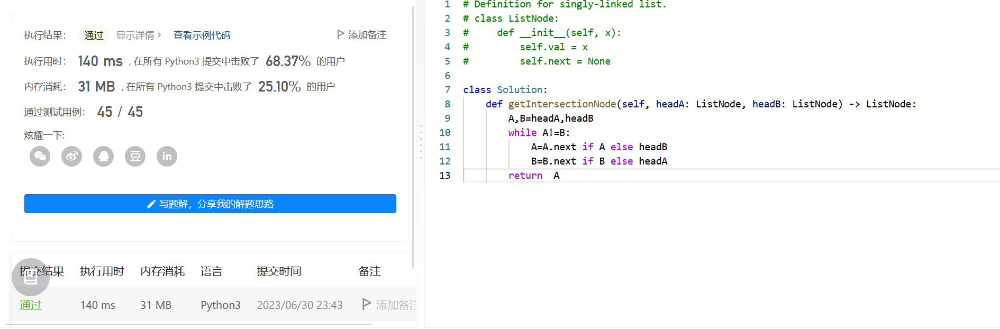 执行结果： 通过 显示详情 › 查看示例代码 添加备注
执行用时： 140 ms , 在所有 Python3 提交中击败了 68.37% 的用户
内存消耗： 31 MB , 在所有 Python3 提交中击败了 25.10% 的用户
通过测试用例： 45 / 45
炫耀一下:
豆 in
写题解，分享我的解题思路
提交结果 执行用时 内存消耗 语言 提交时间 备注
通过 140 ms 31 MB Python3 2023/06/30 23:43 添加备注
1 # Definition for singly-linked list.
2 # class ListNode:
3 #     def __init__(self, x):
4 #         self.val = x
5 #         self.next = None
6
7 class Solution:
8     def getIntersectionNode(self, headA: ListNode, headB: ListNode) -> ListNode:
9         A,B=headA,headB
10         while A!=B:
11             A=A.next if A else headB
12             B=B.next if B else headA
13         return  A